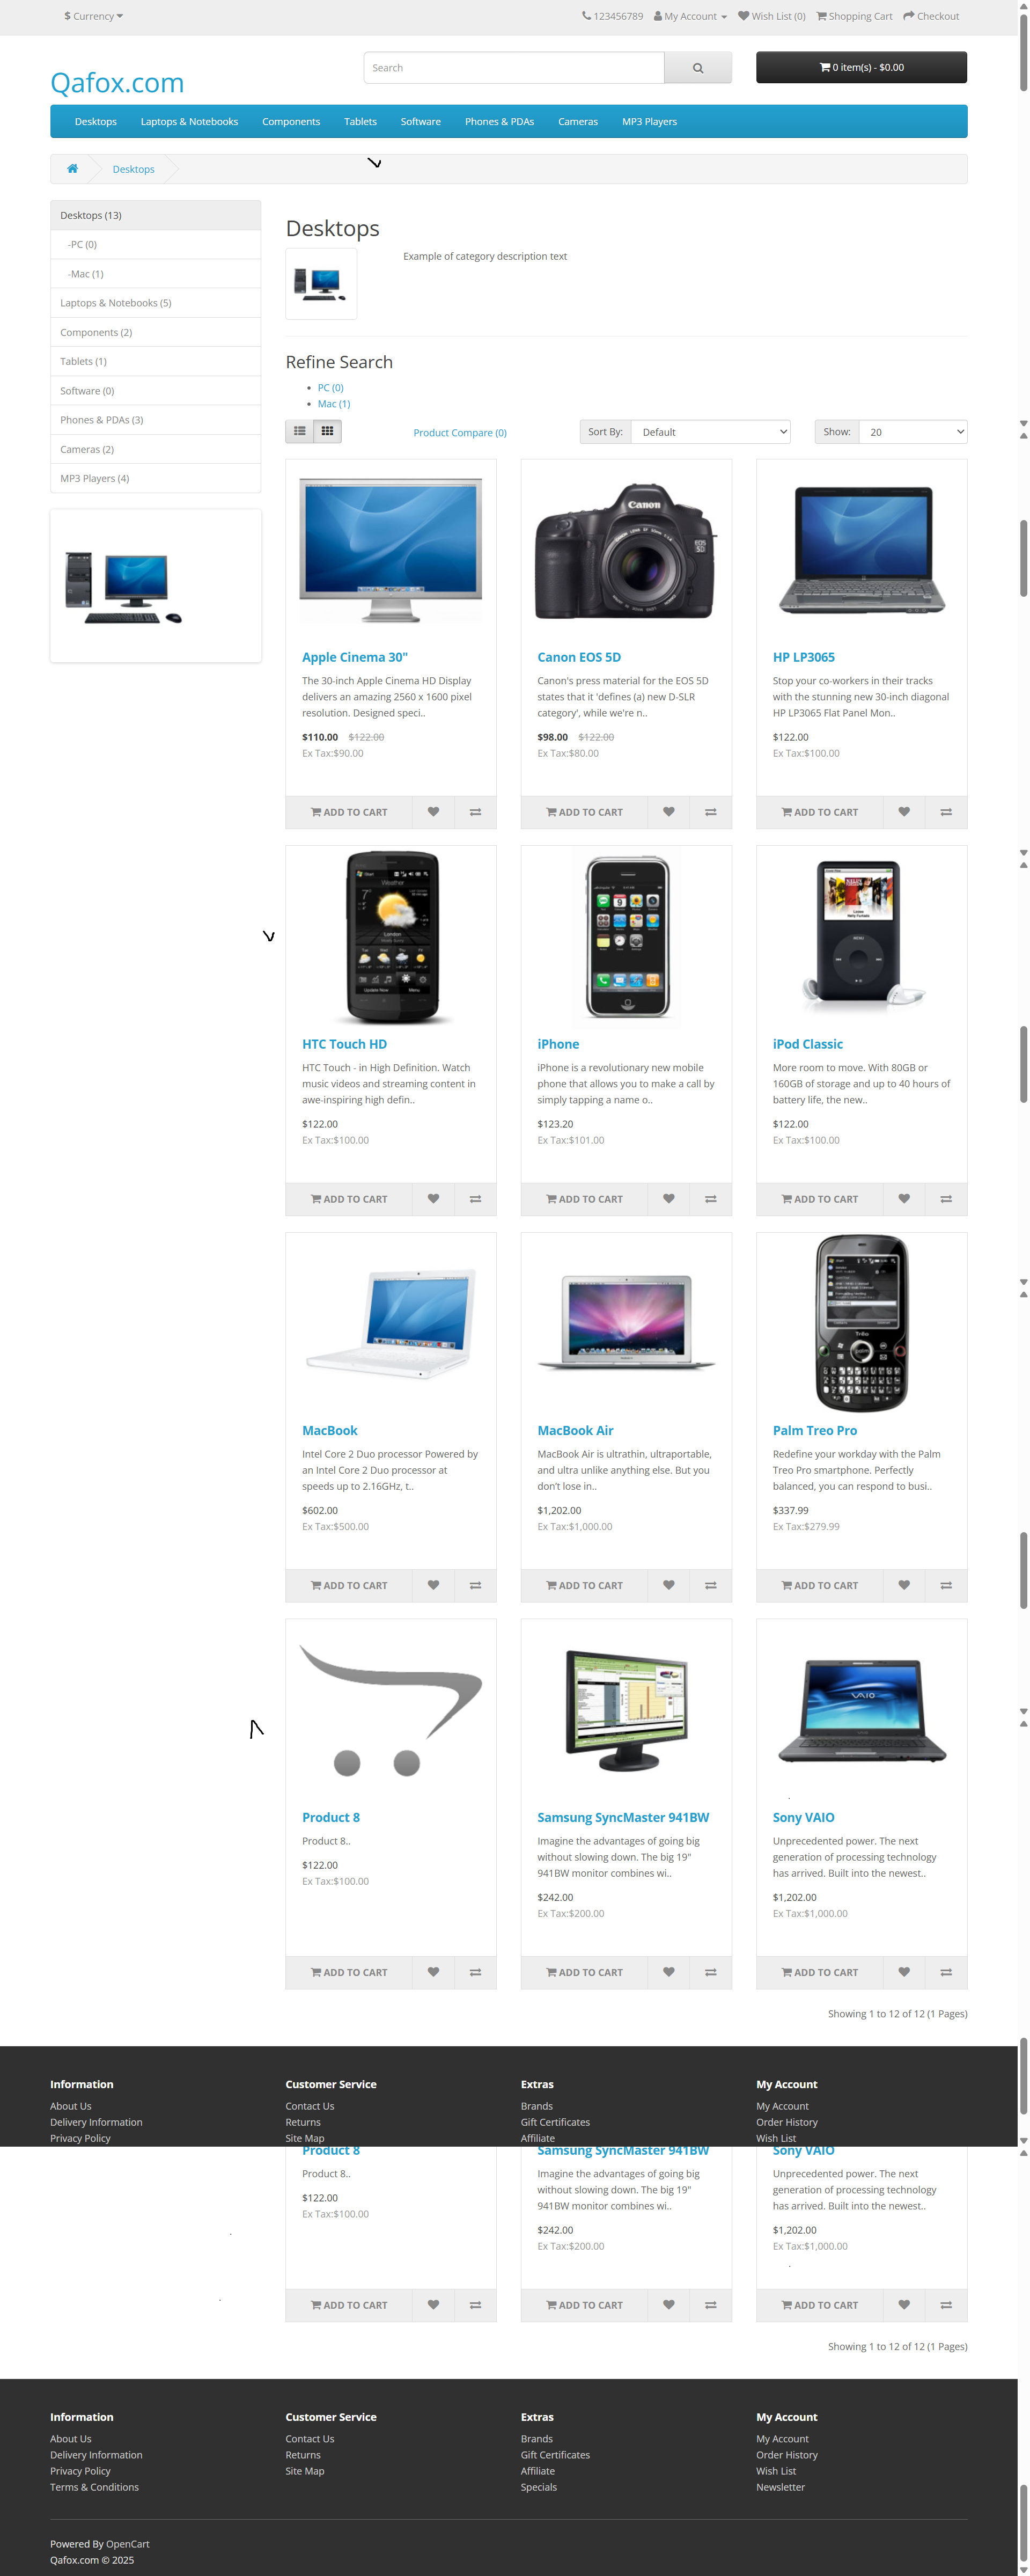 $ Currency
123456789 My Account Wish List (0) Shopping Cart Checkout
Qafox.com
Search
0 item(s) - $0.00
Desktops Laptops & Notebooks Components Tablets Software Phones & PDAs Cameras MP3 Players
Desktops
Desktops (13)
-PC (0)
-Mac (1)
Laptops & Notebooks (5)
Components (2)
Tablets (1)
Software (0)
Phones & PDAs (3)
Cameras (2)
MP3 Players (4)
Desktops
Example of category description text
Refine Search
PC (0)
Mac (1)
Product Compare (0)
Sort By: Default
Show: 20
Canon
Apple Cinema 30"
The 30-inch Apple Cinema HD Display
delivers an amazing 2560 x 1600 pixel
resolution. Designed speci..
$110.00 $122.00
Ex Tax:$90.00
ADD TO CART
Canon EOS 5D
Canon's press material for the EOS 5D
states that it 'defines (a) new D-SLR
category', while we're n..
$98.00 $122.00
Ex Tax:$80.00
ADD TO CART
HP LP3065
Stop your co-workers in their tracks
with the stunning new 30-inch diagonal
HP LP3065 Flat Panel Mon..
$122.00
Ex Tax:$100.00
ADD TO CART
HTC Touch HD
HTC Touch - in High Definition. Watch
music videos and streaming content in
awe-inspiring high defin..
$122.00
Ex Tax:$100.00
ADD TO CART
iPhone
iPhone is a revolutionary new mobile
phone that allows you to make a call by
simply tapping a name o..
$123.20
Ex Tax:$101.00
ADD TO CART
iPod Classic
More room to move. With 80GB or
160GB of storage and up to 40 hours of
battery life, the new..
$122.00
Ex Tax:$100.00
ADD TO CART
MacBook
Intel Core 2 Duo processor Powered by
an Intel Core 2 Duo processor at
speeds up to 2.16GHz, t..
$602.00
Ex Tax:$500.00
ADD TO CART
MacBook Air
MacBook Air is ultrathin, ultraportable,
and ultra unlike anything else. But you
don't lose in..
$1,202.00
Ex Tax:$1,000.00
ADD TO CART
Palm Treo Pro
Redefine your workday with the Palm
Treo Pro smartphone. Perfectly
balanced, you can respond to busi..
$337.99
Ex Tax:$279.99
ADD TO CART
VAIO
Product 8
Product 8..
$122.00
Ex Tax:$100.00
ADD TO CART
Samsung SyncMaster 941BW
Imagine the advantages of going big
without slowing down. The big 19"
941BW monitor combines wi..
$242.00
Ex Tax:$200.00
ADD TO CART
Sony VAIO
Unprecedented power. The next
generation of processing technology
has arrived. Built into the newest..
$1,202.00
Ex Tax:$1,000.00
ADD TO CART
Showing 1 to 12 of 12 (1 Pages)
Information
About Us
Delivery Information
Privacy Policy
Customer Service
Contact Us
Returns
Site Map
Extras
Brands
Gift Certificates
Affiliate
My Account
My Account
Order History
Wish List
Product 8
Product 8..
$122.00
Ex Tax:$100.00
ADD TO CART
Samsung SyncMaster 941BW
Imagine the advantages of going big
without slowing down. The big 19"
941BW monitor combines wi..
$242.00
Ex Tax:$200.00
ADD TO CART
Sony VAIO
Unprecedented power. The next
generation of processing technology
has arrived. Built into the newest..
$1,202.00
Ex Tax:$1,000.00
ADD TO CART
Showing 1 to 12 of 12 (1 Pages)
Information
About Us
Delivery Information
Privacy Policy
Terms & Conditions
Customer Service
Contact Us
Returns
Site Map
Extras
Brands
Gift Certificates
Affiliate
Specials
My Account
My Account
Order History
Wish List
Newsletter
Powered By OpenCart
Qafox.com © 2025